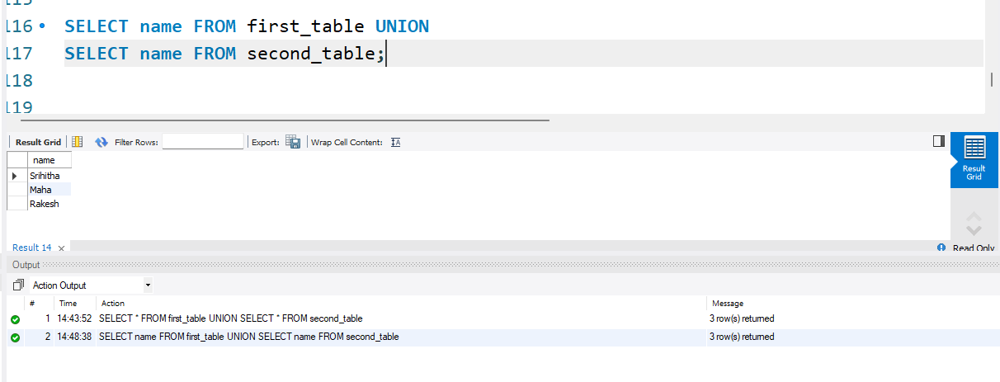 115
116 SELECT name FROM first_table UNION
117 SELECT name FROM second_table;
118
119
Result Grid Filter Rows: Export: Wrap Cell Content: IA
name
Srihitha
Maha
Rakesh
Result
Grid
Result 14 x Read Only
Output
Action Output
# Time Action Message
1 14:43:52 SELECT * FROM first_table UNION SELECT * FROM second_table 3 row(s) returned
2 14:48:38 SELECT name FROM first_table UNION SELECT name FROM second_table 3 row(s) returned